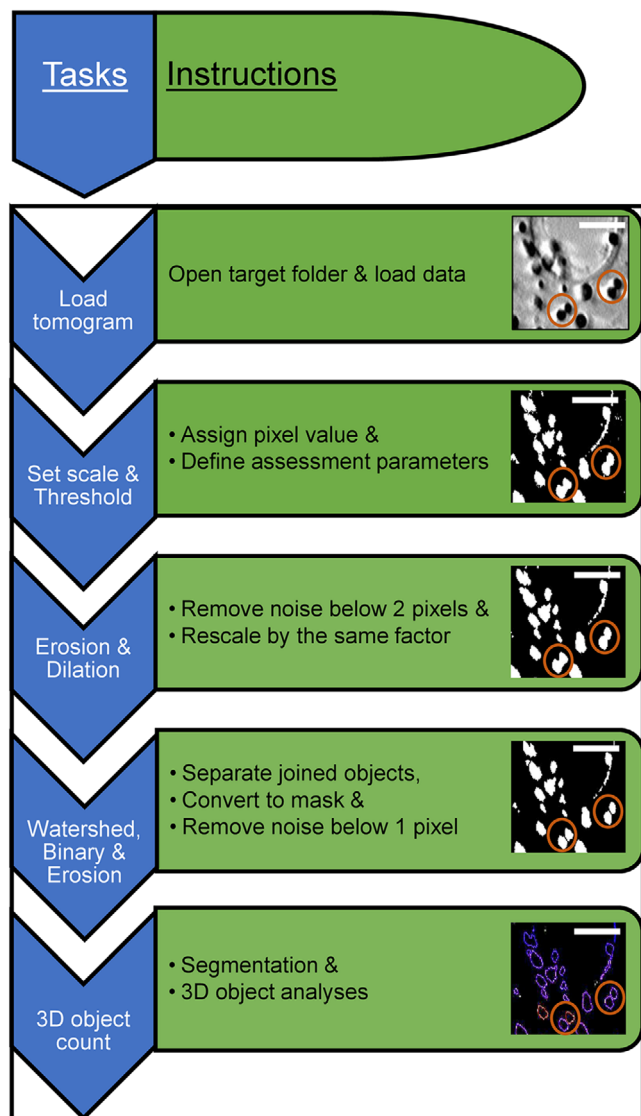 Tasks
Instructions
Load
tomogram
Open target folder & load data
Set scale &
Threshold
• Assign pixel value &
• Define assessment parameters
Erosion &
Dilation
• Remove noise below 2 pixels &
• Rescale by the same factor
Watershed,
Binary &
Erosion
• Separate joined objects,
• Convert to mask &
• Remove noise below 1 pixel
3D object
count
• Segmentation &
• 3D object analyses